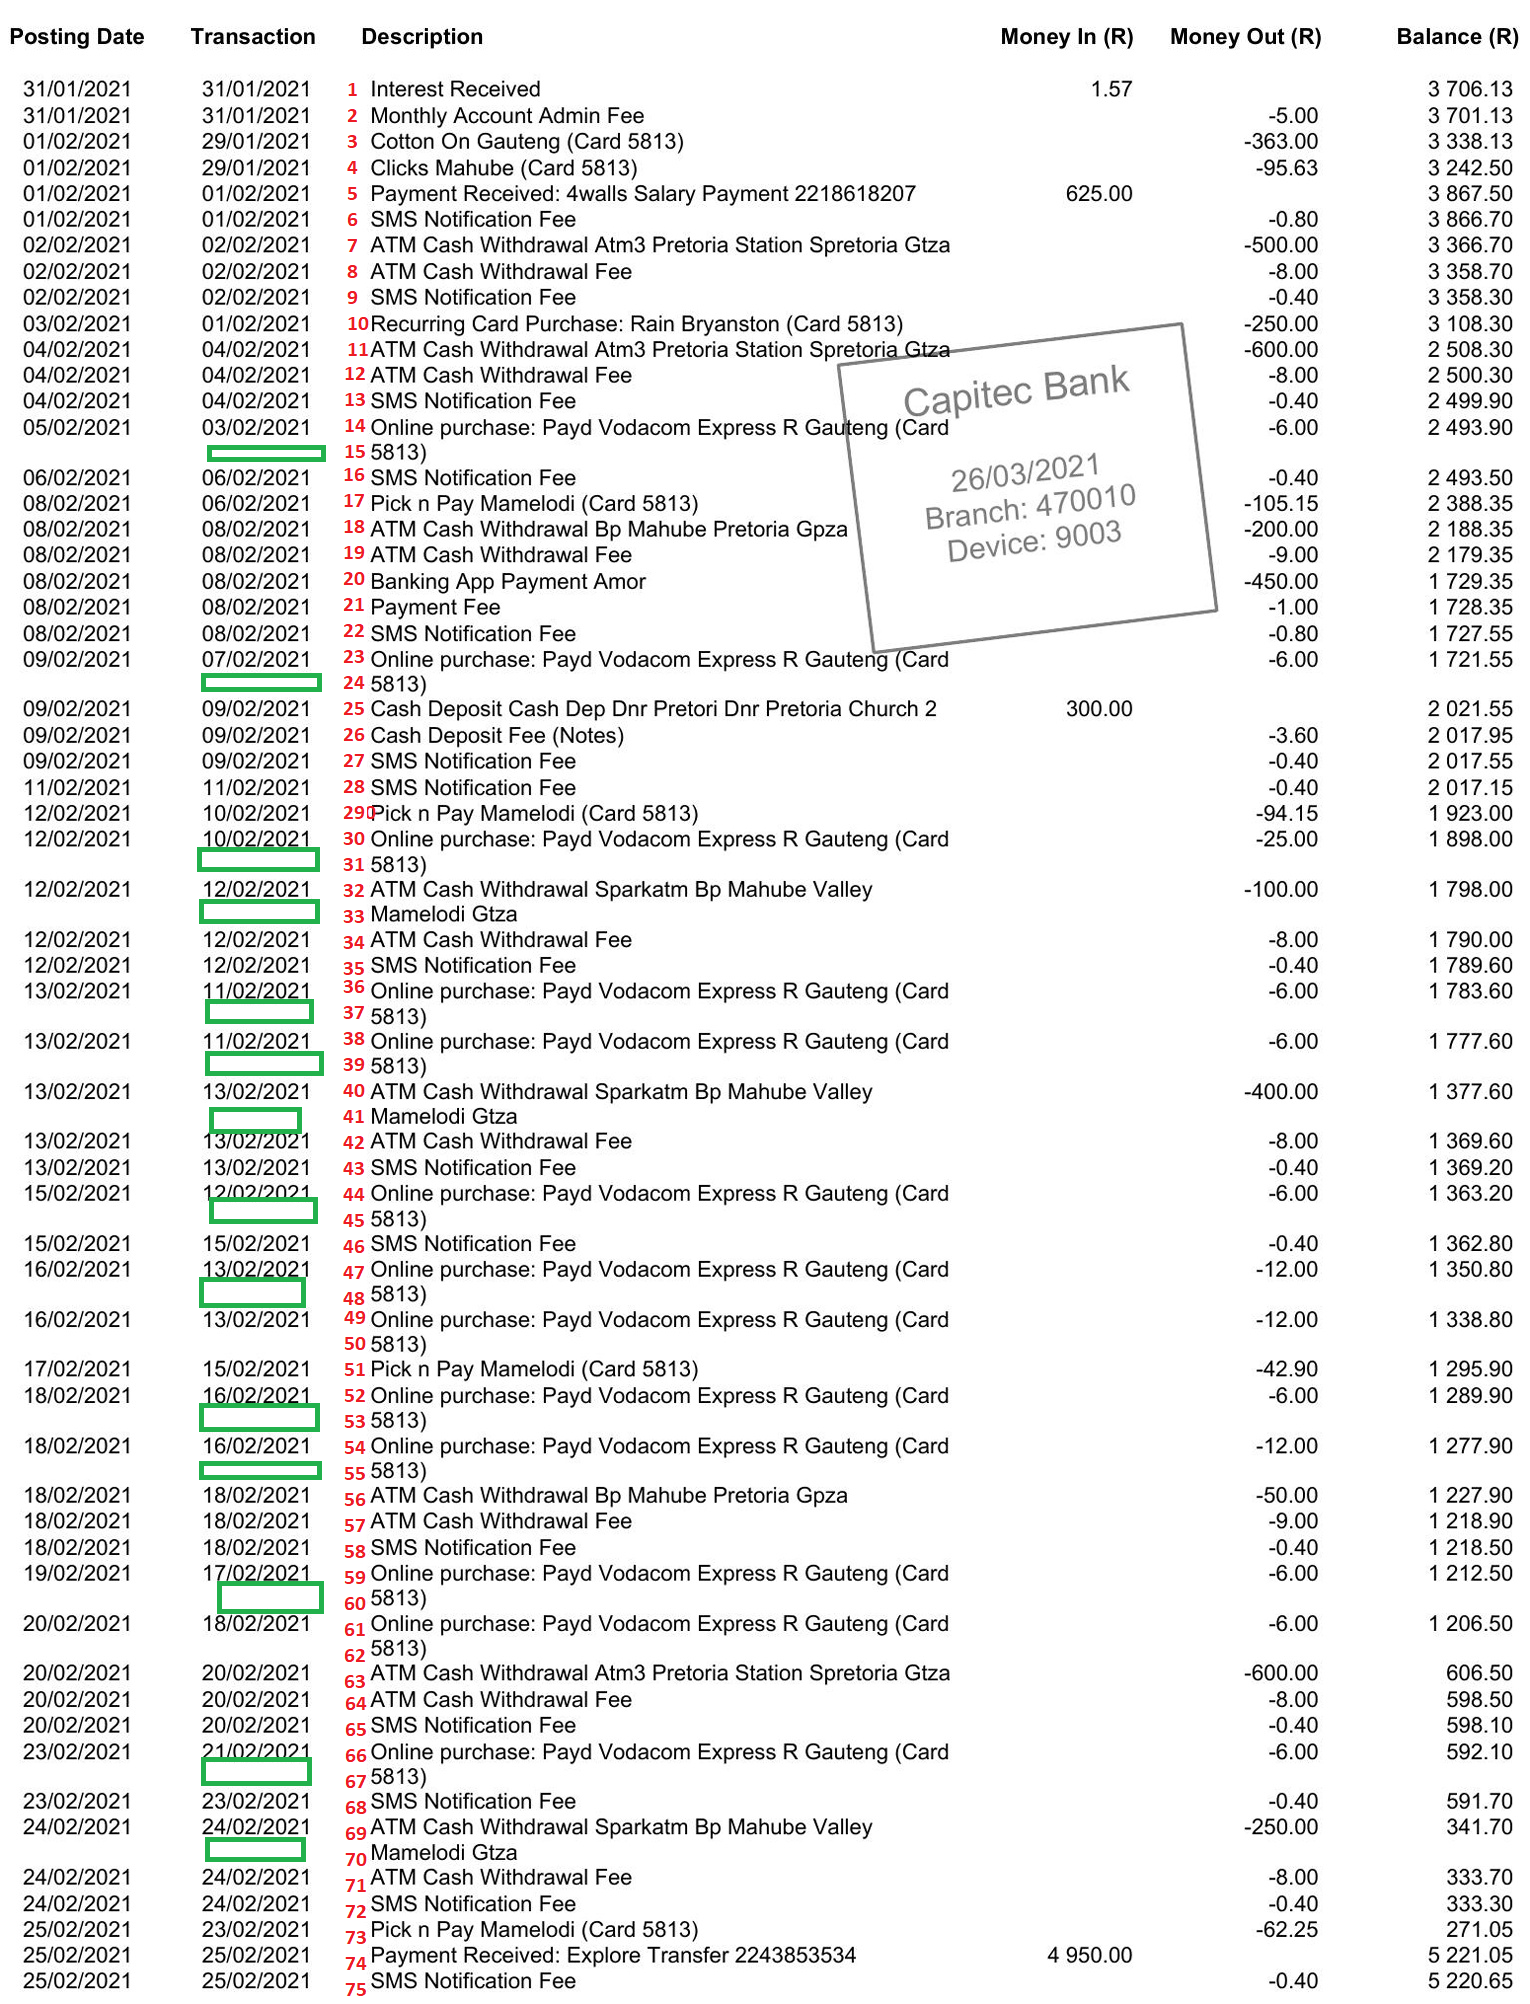 Posting Date Transaction Description Money In (R) Money Out (R) Balance (R)
31/01/2021 31/01/2021 1 Interest Received 1.57 3 706.13
31/01/2021 31/01/2021 2 Monthly Account Admin Fee -5.00 3 701.13
01/02/2021 29/01/2021 3 Cotton On Gauteng (Card 5813) -363.00 3 338.13
01/02/2021 29/01/2021 4 Clicks Mahube (Card 5813) -95.63 3 242.50
01/02/2021 01/02/2021 5 Payment Received: 4walls Salary Payment 2218618207 625.00 3 867.50
01/02/2021 01/02/2021 6 SMS Notification Fee -0.80 3 866.70
02/02/2021 02/02/2021 7 ATM Cash Withdrawal Atm3 Pretoria Station Spretoria Gtza -500.00 3 366.70
02/02/2021 02/02/2021 8 ATM Cash Withdrawal Fee -8.00 3 358.70
02/02/2021 02/02/2021 9 SMS Notification Fee -0.40 3 358.30
03/02/2021 01/02/2021 10 Recurring Card Purchase: Rain Bryanston (Card 5813) -250.00 3 108.30
04/02/2021 04/02/2021 11 ATM Cash Withdrawal Atm3 Pretoria Station Spretoria Gtza -600.00 2 508.30
04/02/2021 04/02/2021 12 ATM Cash Withdrawal Fee -8.00 2 500.30
04/02/2021 04/02/2021 13 SMS Notification Fee -0.40 2 499.90
05/02/2021 03/02/2021 14 Online purchase: Payd Vodacom Express R Gauteng (Card -6.00 2 493.90
15 5813)
06/02/2021 06/02/2021 16 SMS Notification Fee -0.40 2 493.50
08/02/2021 06/02/2021 17 Pick n Pay Mamelodi (Card 5813) -105.15 2 388.35
08/02/2021 08/02/2021 18 ATM Cash Withdrawal Bp Mahube Pretoria Gpza -200.00 2 188.35
08/02/2021 08/02/2021 19 ATM Cash Withdrawal Fee -9.00 2 179.35
08/02/2021 08/02/2021 20 Banking App Payment Amor -450.00 1 729.35
08/02/2021 08/02/2021 21 Payment Fee -1.00 1 728.35
08/02/2021 08/02/2021 22 SMS Notification Fee -0.80 1 727.55
Capitec Bank
26/03/2021
Branch: 470010
Device: 9003
09/02/2021 07/02/2021 23 Online purchase: Payd Vodacom Express R Gauteng (Card -6.00 1 721.55
24 5813)
09/02/2021 09/02/2021 25 Cash Deposit Cash Dep Dnr Pretori Dnr Pretoria Church 2 300.00 2 021.55
09/02/2021 09/02/2021 26 Cash Deposit Fee (Notes) -3.60 2 017.95
09/02/2021 09/02/2021 27 SMS Notification Fee -0.40 2 017.55
11/02/2021 11/02/2021 28 SMS Notification Fee -0.40 2 017.15
12/02/2021 10/02/2021 29 Pick n Pay Mamelodi (Card 5813) -94.15 1 923.00
12/02/2021 10/02/2021 30 Online purchase: Payd Vodacom Express R Gauteng (Card -25.00 1 898.00
31 5813)
12/02/2021 12/02/2021 32 ATM Cash Withdrawal Sparkatm Bp Mahube Valley -100.00 1 798.00
33 Mamelodi Gtza
12/02/2021 12/02/2021 34 ATM Cash Withdrawal Fee -8.00 1 790.00
12/02/2021 12/02/2021 35 SMS Notification Fee -0.40 1 789.60
13/02/2021 11/02/2021 36 Online purchase: Payd Vodacom Express R Gauteng (Card -6.00 1 783.60
37 5813)
13/02/2021 11/02/2021 38 Online purchase: Payd Vodacom Express R Gauteng (Card -6.00 1 777.60
39 5813)
13/02/2021 13/02/2021 40 ATM Cash Withdrawal Sparkatm Bp Mahube Valley -400.00 1 377.60
41 Mamelodi Gtza
13/02/2021 13/02/2021 42 ATM Cash Withdrawal Fee -8.00 1 369.60
13/02/2021 13/02/2021 43 SMS Notification Fee -0.40 1 369.20
15/02/2021 12/02/2021 44 Online purchase: Payd Vodacom Express R Gauteng (Card -6.00 1 363.20
45 5813)
15/02/2021 15/02/2021 46 SMS Notification Fee -0.40 1 362.80
16/02/2021 13/02/2021 47 Online purchase: Payd Vodacom Express R Gauteng (Card -12.00 1 350.80
48 5813)
16/02/2021 13/02/2021 49 Online purchase: Payd Vodacom Express R Gauteng (Card -12.00 1 338.80
50 5813)
17/02/2021 15/02/2021 51 Pick n Pay Mamelodi (Card 5813) -42.90 1 295.90
18/02/2021 16/02/2021 52 Online purchase: Payd Vodacom Express R Gauteng (Card -6.00 1 289.90
53 5813)
18/02/2021 16/02/2021 54 Online purchase: Payd Vodacom Express R Gauteng (Card -12.00 1 277.90
55 5813)
18/02/2021 18/02/2021 56 ATM Cash Withdrawal Bp Mahube Pretoria Gpza -50.00 1 227.90
18/02/2021 18/02/2021 57 ATM Cash Withdrawal Fee -9.00 1 218.90
18/02/2021 18/02/2021 58 SMS Notification Fee -0.40 1 218.50
19/02/2021 17/02/2021 59 Online purchase: Payd Vodacom Express R Gauteng (Card -6.00 1 212.50
60 5813)
20/02/2021 18/02/2021 61 Online purchase: Payd Vodacom Express R Gauteng (Card -6.00 1 206.50
62 5813)
20/02/2021 20/02/2021 63 ATM Cash Withdrawal Atm3 Pretoria Station Spretoria Gtza -600.00 606.50
20/02/2021 20/02/2021 64 ATM Cash Withdrawal Fee -8.00 598.50
20/02/2021 20/02/2021 65 SMS Notification Fee -0.40 598.10
23/02/2021 21/02/2021 66 Online purchase: Payd Vodacom Express R Gauteng (Card -6.00 592.10
67 5813)
23/02/2021 23/02/2021 68 SMS Notification Fee -0.40 591.70
24/02/2021 24/02/2021 69 ATM Cash Withdrawal Sparkatm Bp Mahube Valley -250.00 341.70
70 Mamelodi Gtza
24/02/2021 24/02/2021 71 ATM Cash Withdrawal Fee -8.00 333.70
24/02/2021 24/02/2021 72 SMS Notification Fee -0.40 333.30
25/02/2021 23/02/2021 73 Pick n Pay Mamelodi (Card 5813) -62.25 271.05
25/02/2021 25/02/2021 74 Payment Received: Explore Transfer 2243853534 4 950.00 5 221.05
25/02/2021 25/02/2021 75 SMS Notification Fee -0.40 5 220.65